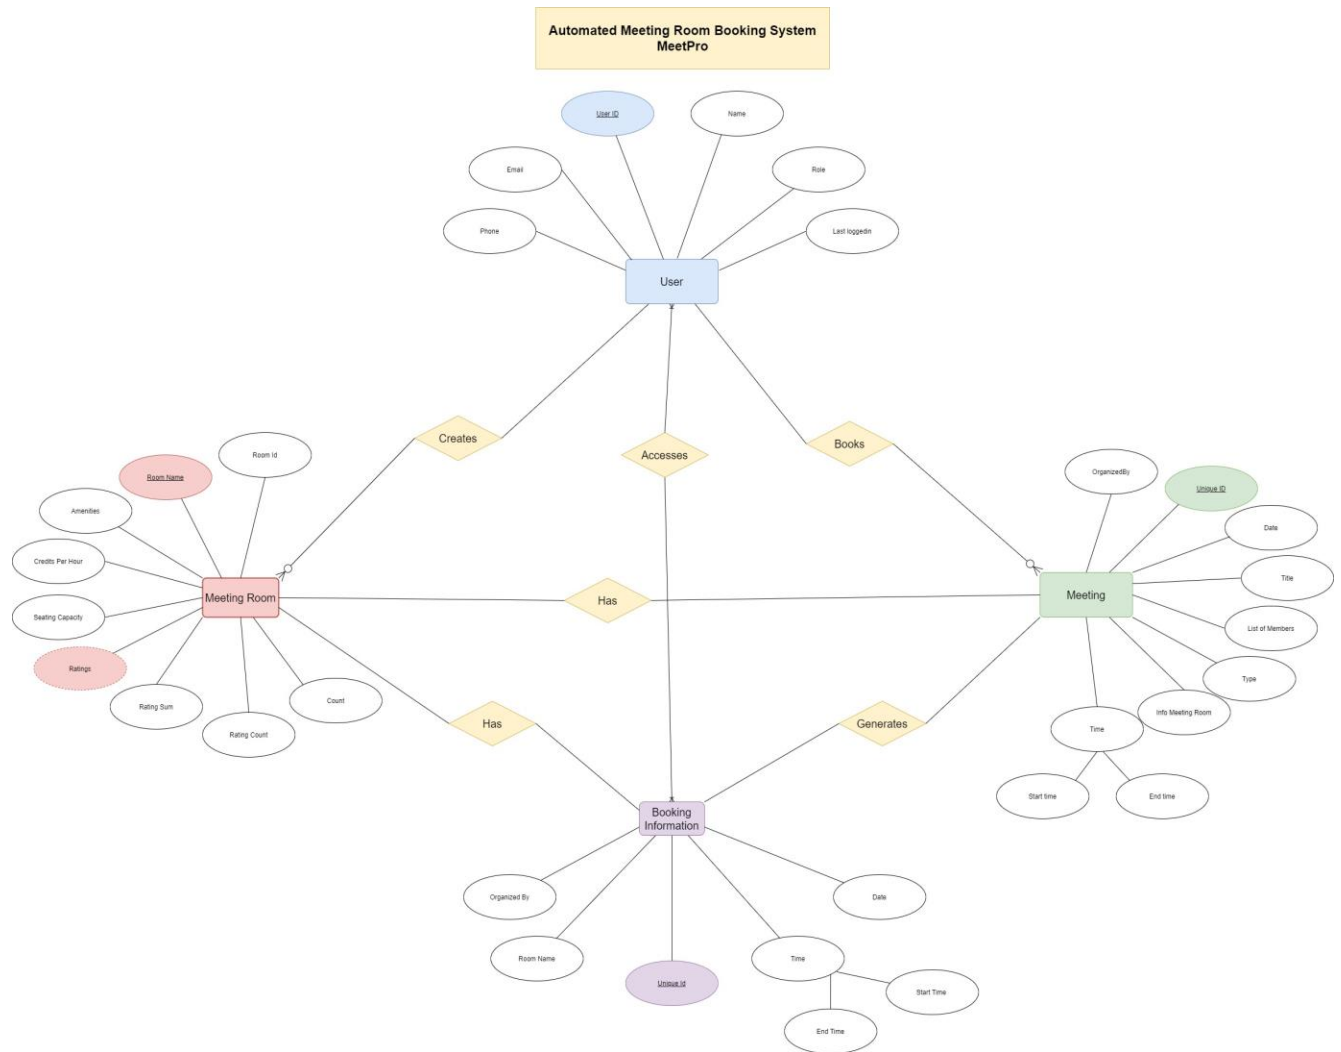 Automated Meeting Room Booking System
MeetPro
User ID
Name
Email
Role
Phone
Last loggedin
User
Creates
Accesses
Books
Room Id
Room Name
Amenities
Credits Per Hour
Seating Capacity
Ratings
Rating Sum
Rating Count
Count
Meeting Room
Has
Meeting
OrganizedBy
Unique ID
Date
Title
List of Members
Type
Info Meeting Room
Time
Start time
End time
Has
Generates
Booking
Information
Organized By
Room Name
Unique Id
Time
Date
Start Time
End Time